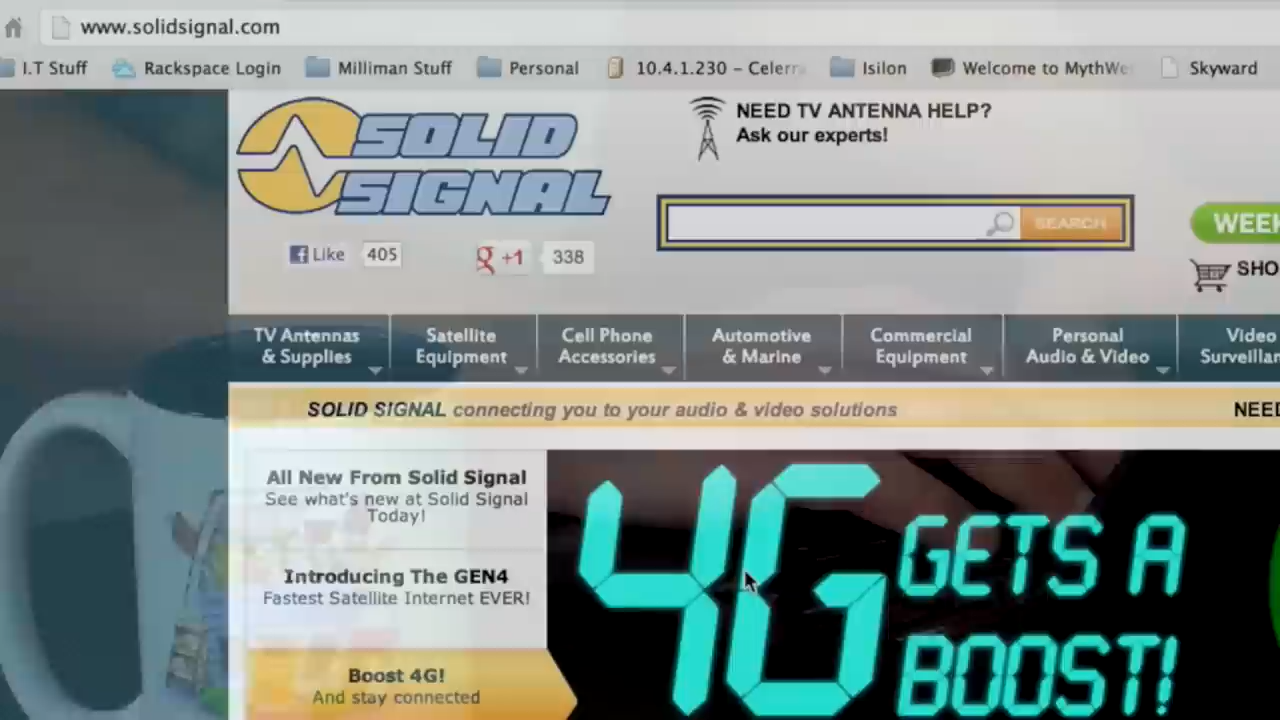 www.solidsignal.com
I.T Stuff
Rackspace Login
Milliman Stuff
Personal
10.4.1.230 – Celerra
Isilon
Welcome to MythWe
Skyward
SOLID
SIGNAL
NEED TV ANTENNA HELP?
Ask our experts!
SEARCH
WEEK
SHO
Like 405
g +1 338
TV Antennas
& Supplies
Satellite
Equipment
Cell Phone
Accessories
Automotive
& Marine
Commercial
Equipment
Personal
Audio & Video
Video
Surveillan
SOLID SIGNAL connecting you to your audio & video solutions
NEED
All New From Solid Signal
See what's new at Solid Signal
Today!
Introducing The GEN4
Fastest Satellite Internet EVER!
Boost 4G!
And stay connected
4G GETS A
BOOST!